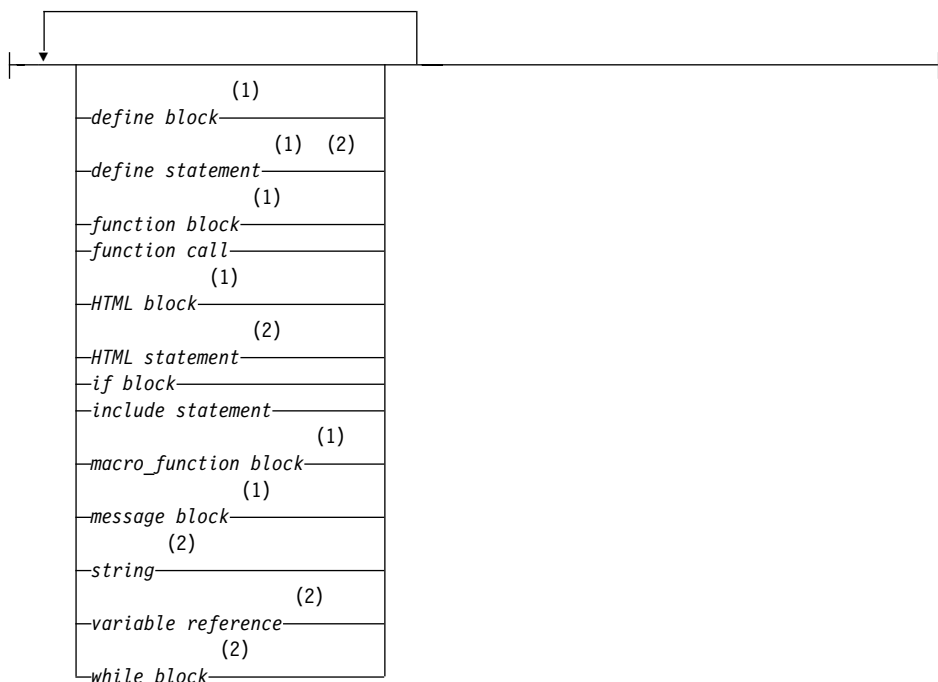 (1)
define block
(1) (2)
define statement
(1)
function block
function call
(1)
HTML block
(2)
HTML statement
if block
include statement
(1)
macro_function block
(1)
message block
(2)
string
(2)
variable reference
(2)
while block